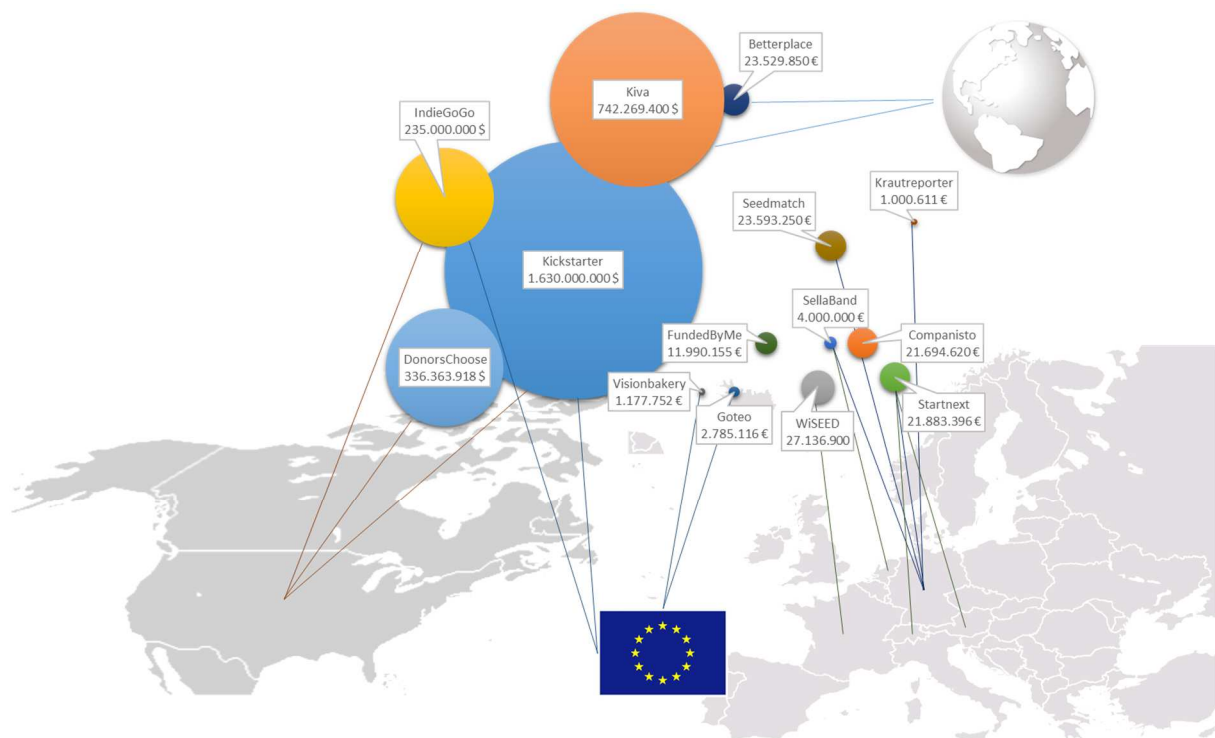 Betterplace
23.529.850 €
Kiva
742.269.400 $
IndieGoGo
235.000.000 $
Krautreporter
1.000.611 €
Seedmatch
23.593.250 €
Kickstarter
1.630.000.000 $
SellaBand
4.000.000 €
FundedByMe
11.990.155 €
Companisto
21.694.620 €
DonorsChoose
336.363.918 $
Visionbakery
1.177.752 €
Goteo
2.785.116 €
WiSEED
27.136.900
Startnext
21.883.396 €